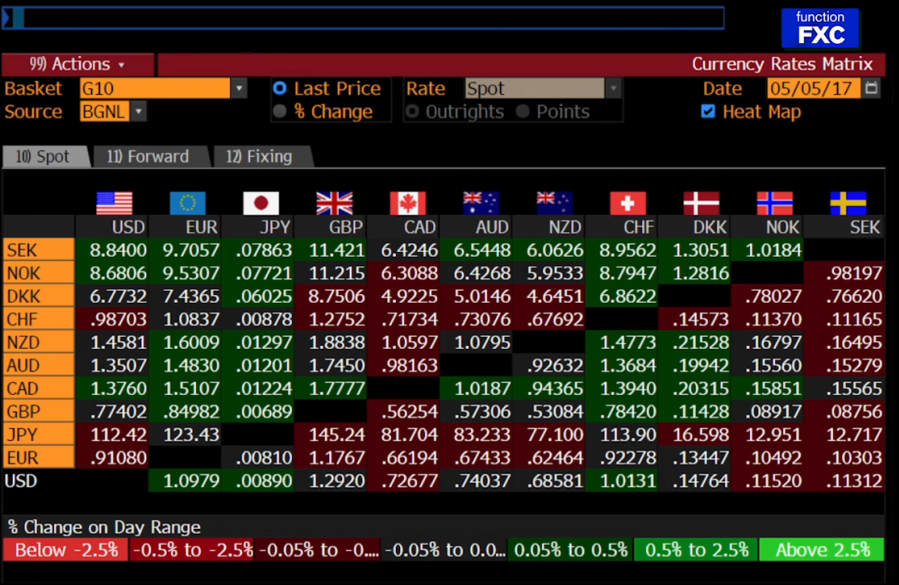 function
FXC
99) Actions
Currency Rates Matrix
Basket G10 Last Price Rate Spot Date 05/05/17
Source BGNL % Change Outrights Points Heat Map
10) Spot 11) Forward 12) Fixing
USD EUR JPY GBP CAD AUD NZD CHF DKK NOK SEK
SEK 8.8400 9.7057 .07863 11.421 6.4246 6.5448 6.0626 8.9562 1.3051 1.0184
NOK 8.6806 9.5307 .07721 11.215 6.3088 6.4268 5.9533 8.7947 1.2816 .98197
DKK 6.7732 7.4365 .06025 8.7506 4.9225 5.0146 4.6451 6.8622 .78027 .76620
CHF .98703 1.0837 .00878 1.2752 .71734 .73076 .67692 .14573 .11370 .11165
NZD 1.4581 1.6009 .01297 1.8838 1.0597 1.0795 1.4773 .21528 .16797 .16495
AUD 1.3507 1.4830 .01201 1.7450 .98163 .92632 1.3684 .19942 .15560 .15279
CAD 1.3760 1.5107 .01224 1.7777 1.0187 .94365 1.3940 .20315 .15851 .15565
GBP .77402 .84982 .00689 .56254 .57306 .53084 .78420 .11428 .08917 .08756
JPY 112.42 123.43 145.24 81.704 83.233 77.100 113.90 16.598 12.951 12.717
EUR .91080 .00810 1.1767 .66194 .67433 .62464 .92278 .13447 .10492 .10303
USD 1.0979 .00890 1.2920 .72677 .74037 .68581 1.0131 .14764 .11520 .11312
% Change on Day Range
Below -2.5% -0.5% to -2.5% -0.05% to -0.... -0.05% to 0.0... 0.05% to 0.5% 0.5% to 2.5% Above 2.5%